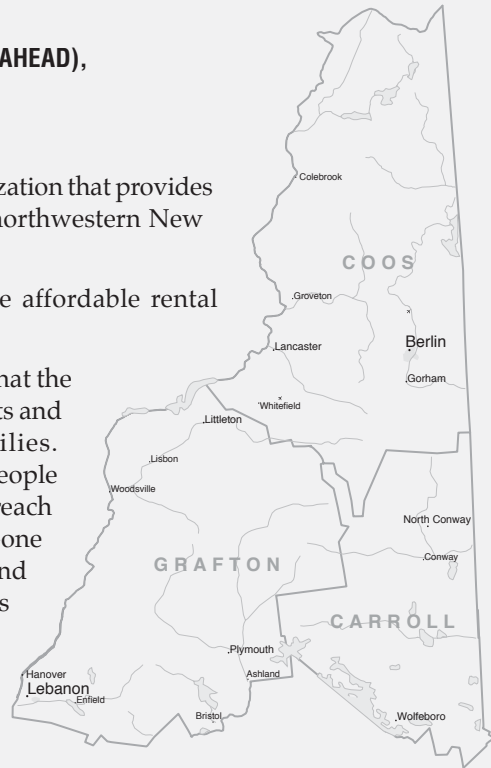 AHEAD),
zation that provides
northwestern New
e affordable rental
hat the
ts and
ilies.
eople
reach
one
nd
s
Colebrook
COOS
Groveton
Berlin
Lancaster
Gorham
Whitefield
Littleton
Lisbon
Woodsville
North Conway
Conway
GRAFTON
CARROLL
Plymouth
Ashland
Hanover
Lebanon
Enfield
Bristol
Wolfeboro